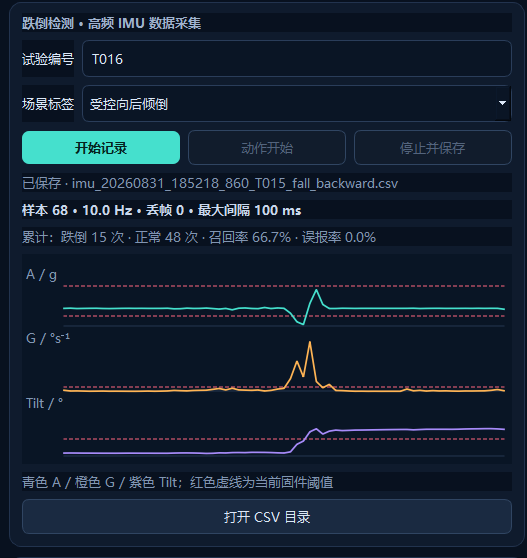 跌倒检测 • 高频 IMU 数据采集
试验编号 T016
场景标签 受控向后倾倒
开始记录 动作开始 停止并保存
已保存 · imu_20260831_185218_860_T015_fall_backward.csv
样本 68 • 10.0 Hz • 丢帧 0 • 最大间隔 100 ms
累计：跌倒 15 次 · 正常 48 次 · 召回率 66.7% · 误报率 0.0%
A / g
G / °s⁻¹
Tilt / °
青色 A / 橙色 G / 紫色 Tilt；红色虚线为当前固件阈值
打开 CSV 目录